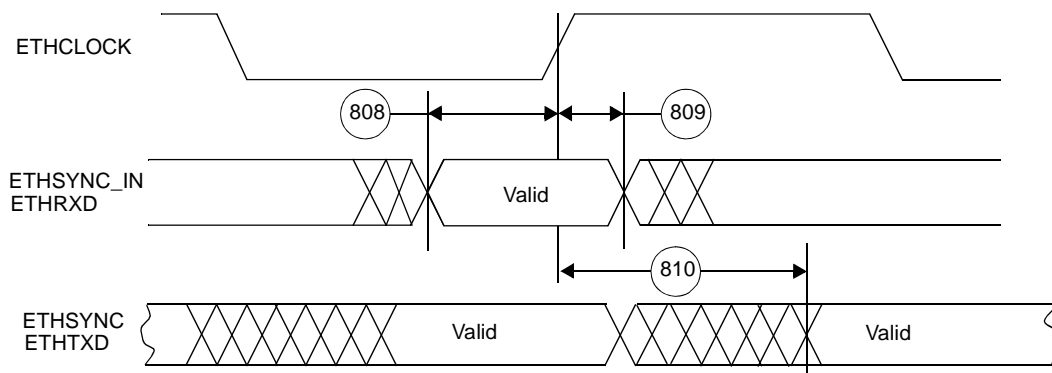 ETHCLOCK
808
809
ETHSYNC_IN
ETHRXD
Valid
810
ETHSYNC
ETHTXD
Valid
Valid